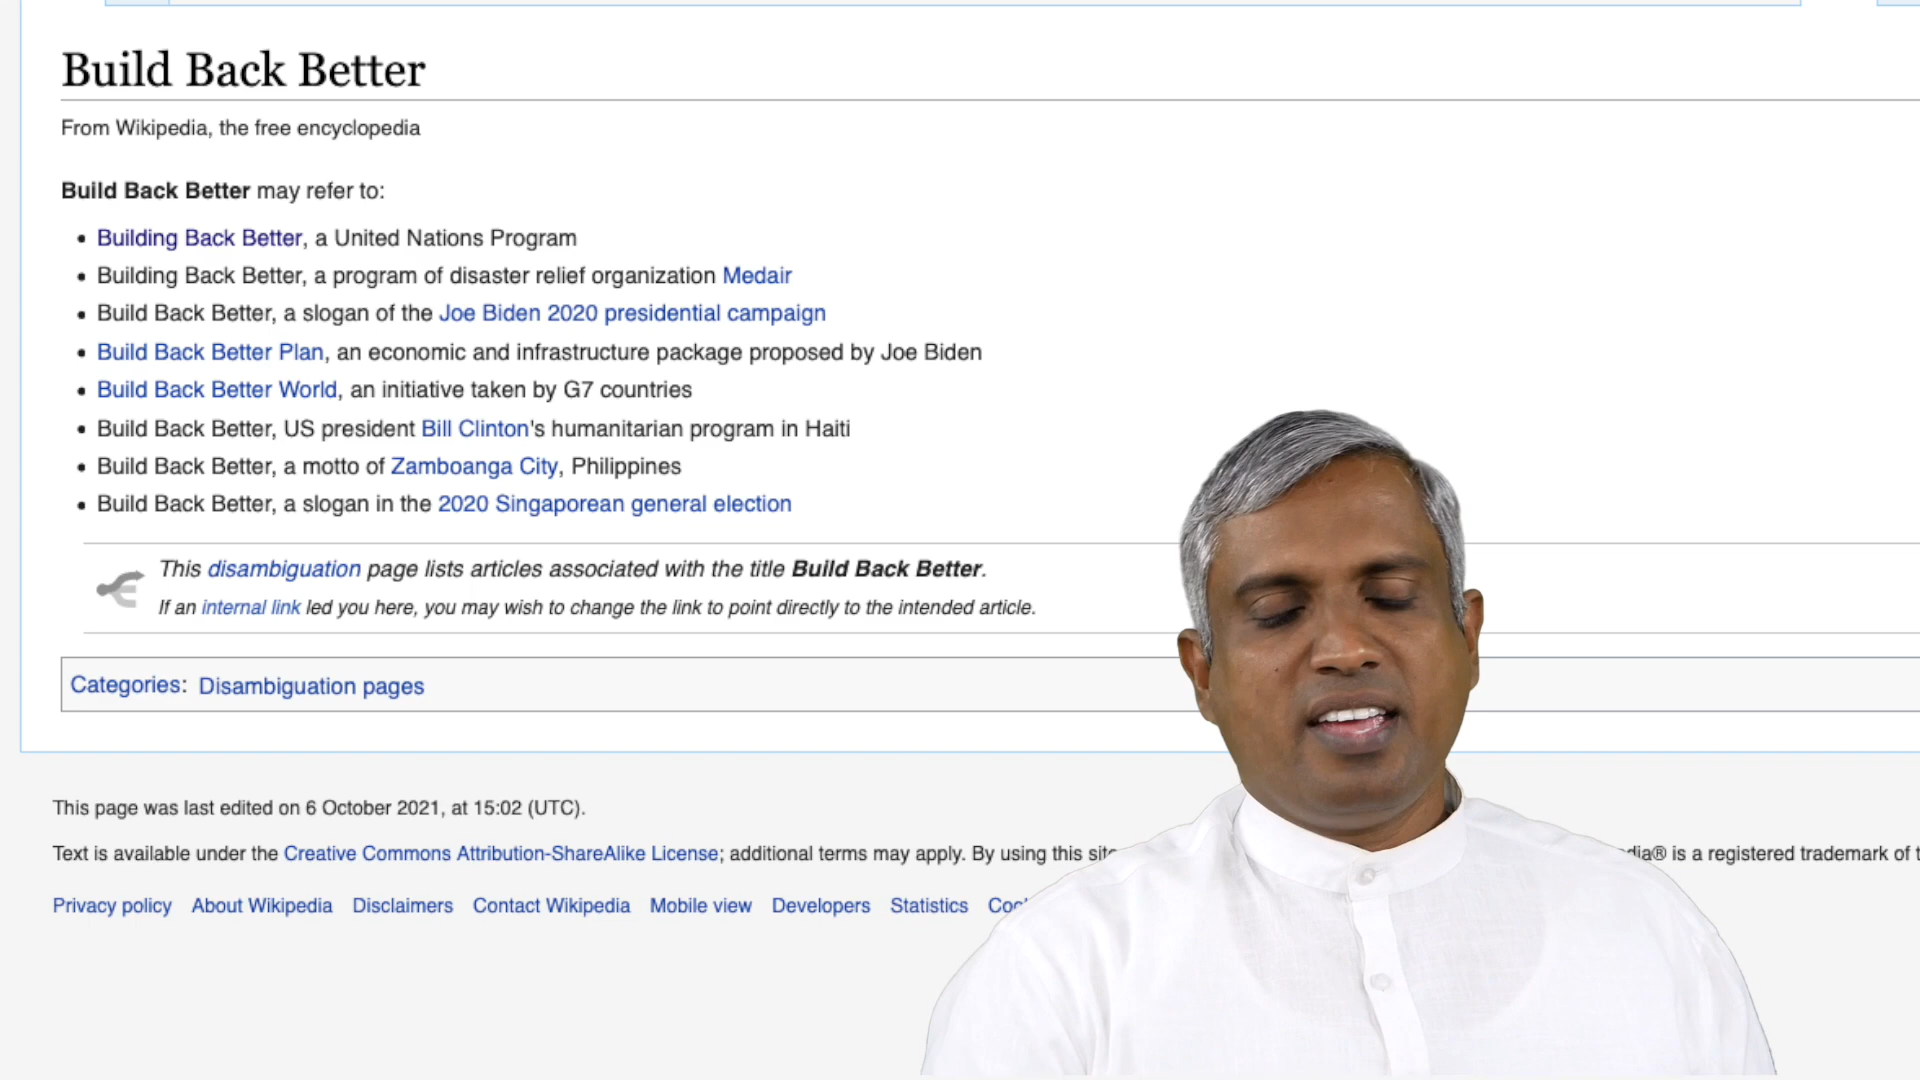 Build Back Better
From Wikipedia, the free encyclopedia
Build Back Better may refer to:
Building Back Better, a United Nations Program
Building Back Better, a program of disaster relief organization Medair
Build Back Better, a slogan of the Joe Biden 2020 presidential campaign
Build Back Better Plan, an economic and infrastructure package proposed by Joe Biden
Build Back Better World, an initiative taken by G7 countries
Build Back Better, US president Bill Clinton's humanitarian program in Haiti
Build Back Better, a motto of Zamboanga City, Philippines
Build Back Better, a slogan in the 2020 Singaporean general election
This disambiguation page lists articles associated with the title Build Back Better.
If an internal link led you here, you may wish to change the link to point directly to the intended article.
Categories: Disambiguation pages
This page was last edited on 6 October 2021, at 15:02 (UTC).
Text is available under the Creative Commons Attribution-ShareAlike License; additional terms may apply. By using this is a registered trademark of
Privacy policy About Wikipedia Disclaimers Contact Wikipedia Mobile view Developers Statistics